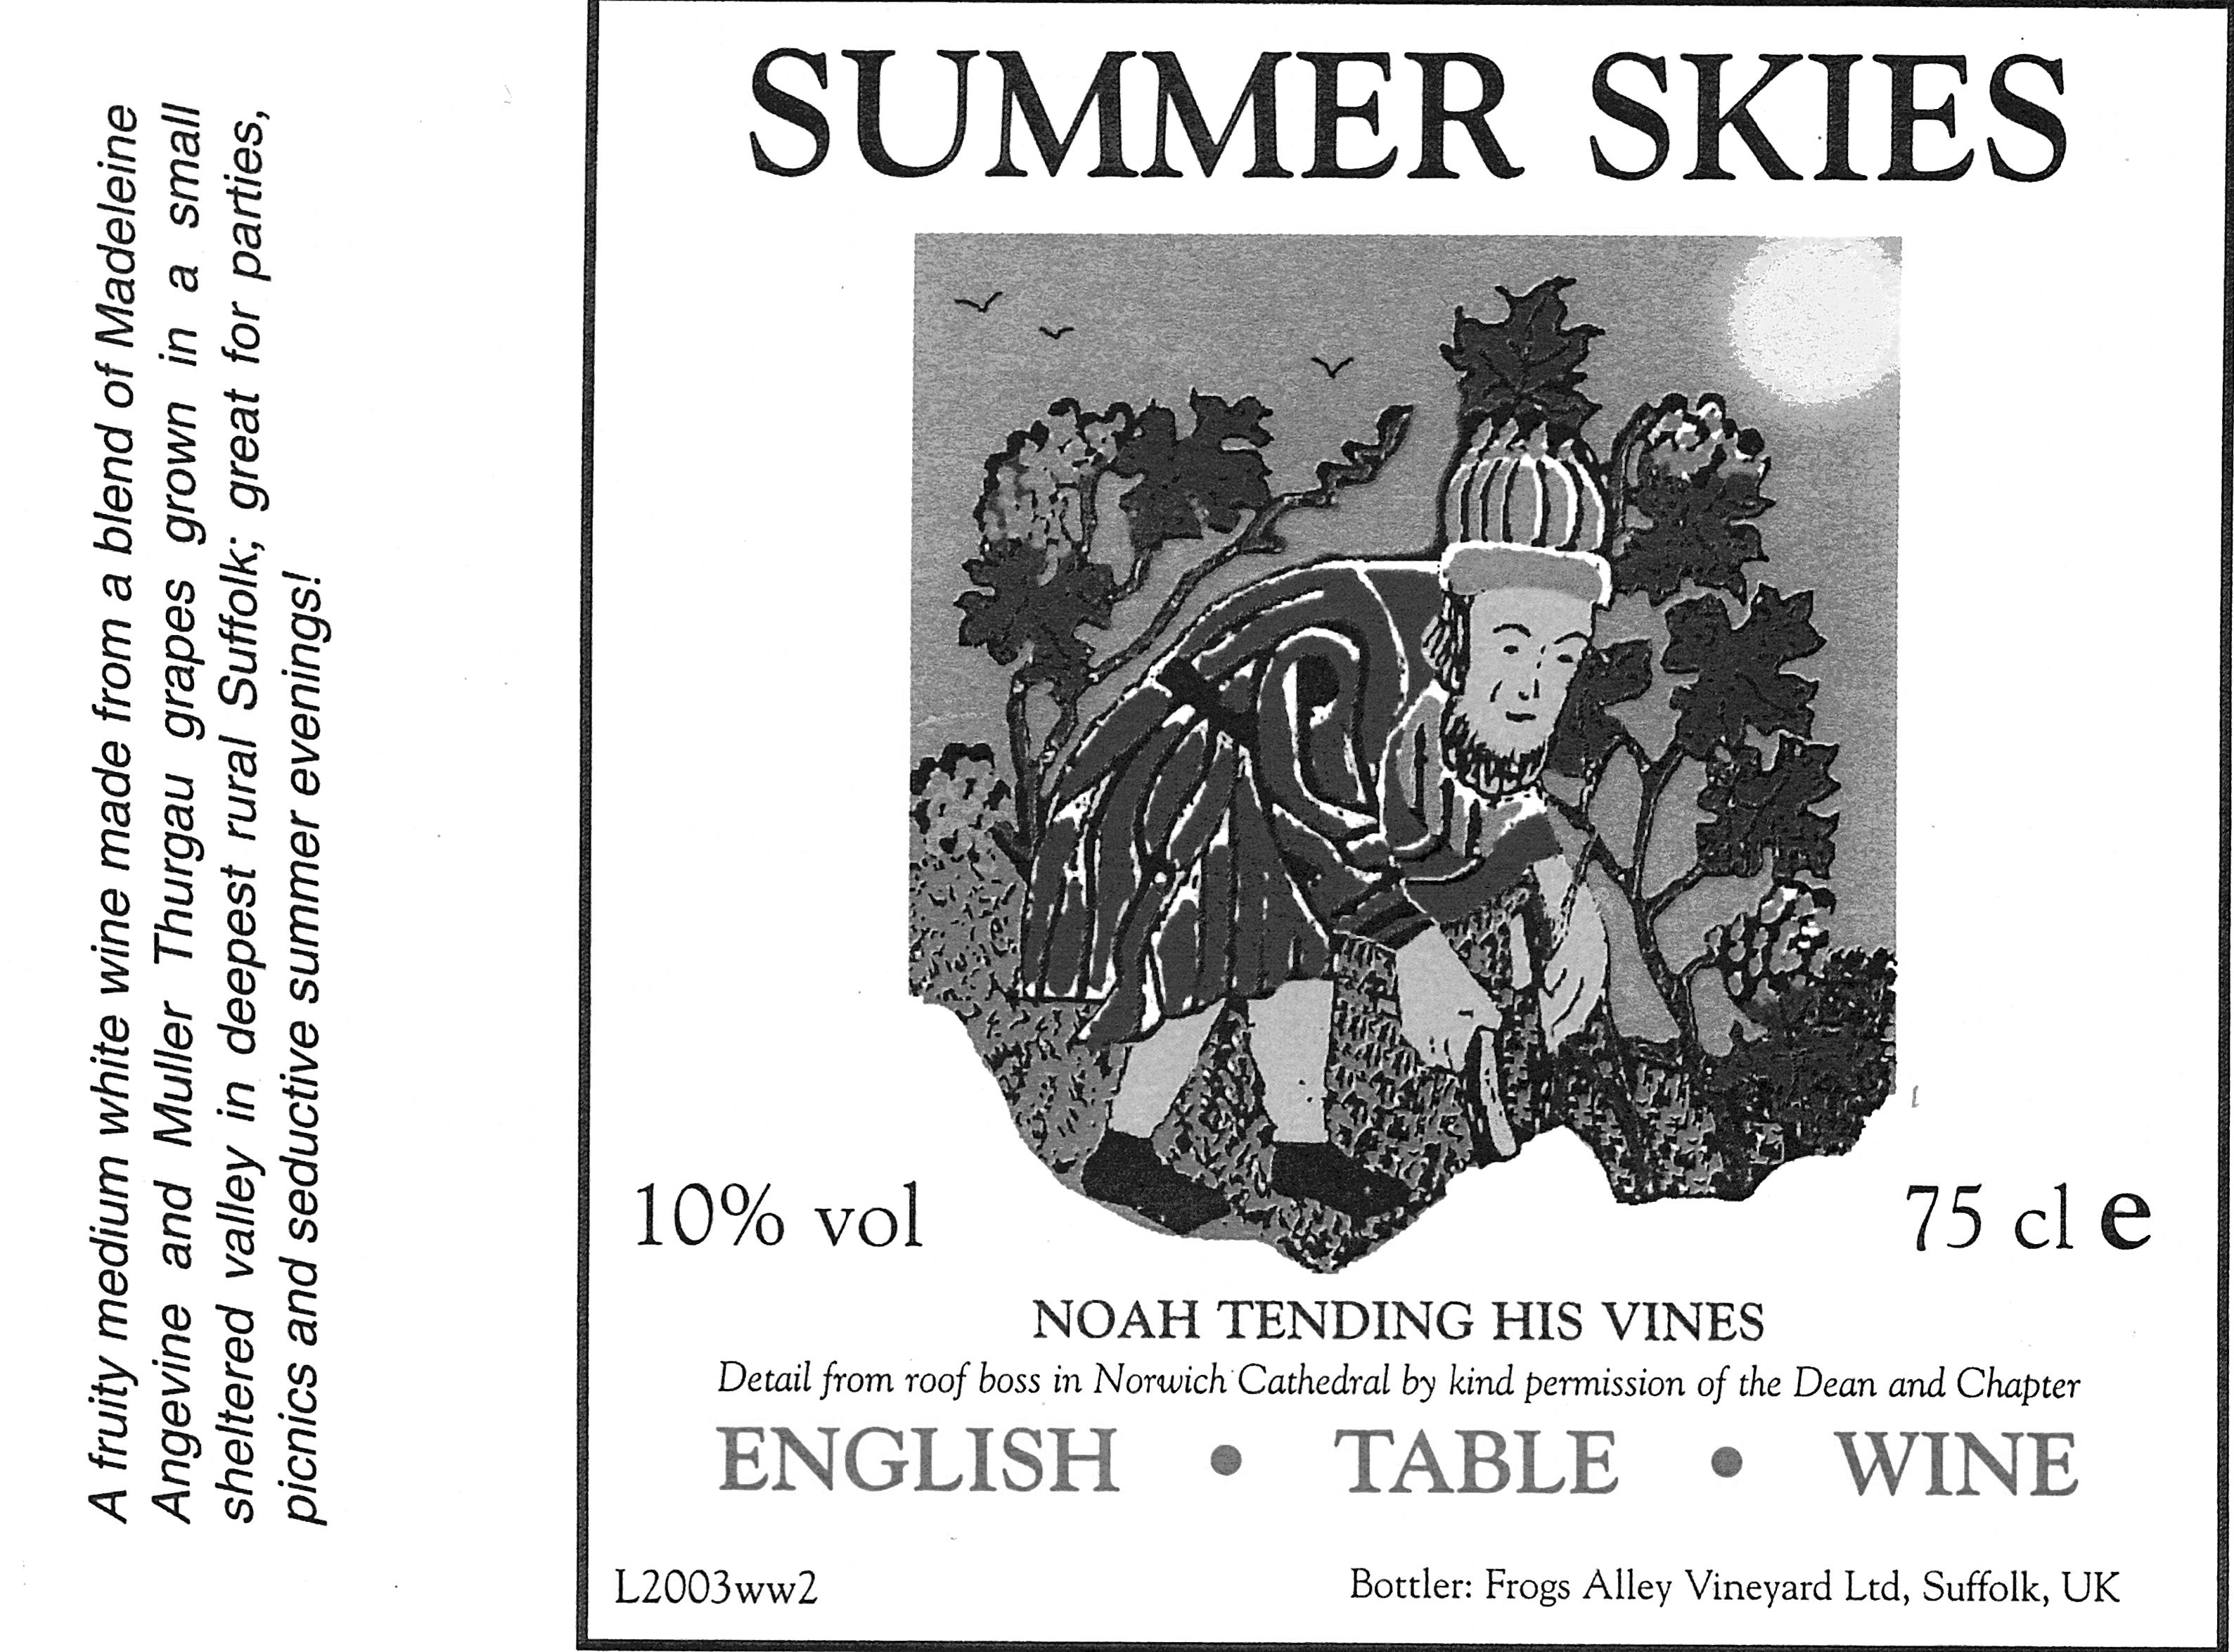 A fruity medium white wine made from a blend of Madeleine
Angevine and Muller Thurgau grapes grown in a small
sheltered valley in deepest rural Suffolk; great for parties,
picnics and seductive summer evenings!
SUMMER SKIES
10% vol
75 cl e
NOAH TENDING HIS VINES
Detail from roof boss in Norwich Cathedral by kind permission of the Dean and Chapter
ENGLISH • TABLE • WINE
L2003ww2
Bottler: Frogs Alley Vineyard Ltd, Suffolk, UK